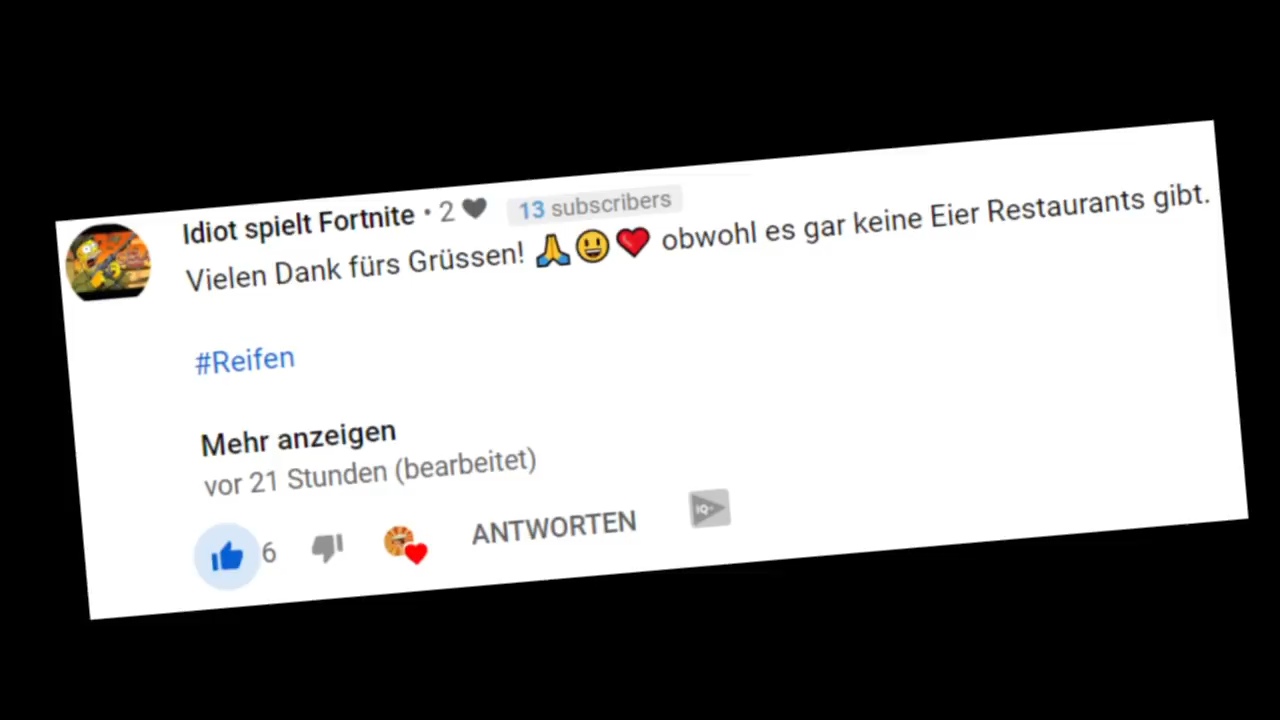 Idiot spielt Fortnite • 2 🖤 13 subscribers
Vielen Dank fürs Grüssen! 🙏😃❤️ obwohl es gar keine Eier Restaurants gibt.
#Reifen
Mehr anzeigen
vor 21 Stunden (bearbeitet)
6 ANTWORTEN IQ